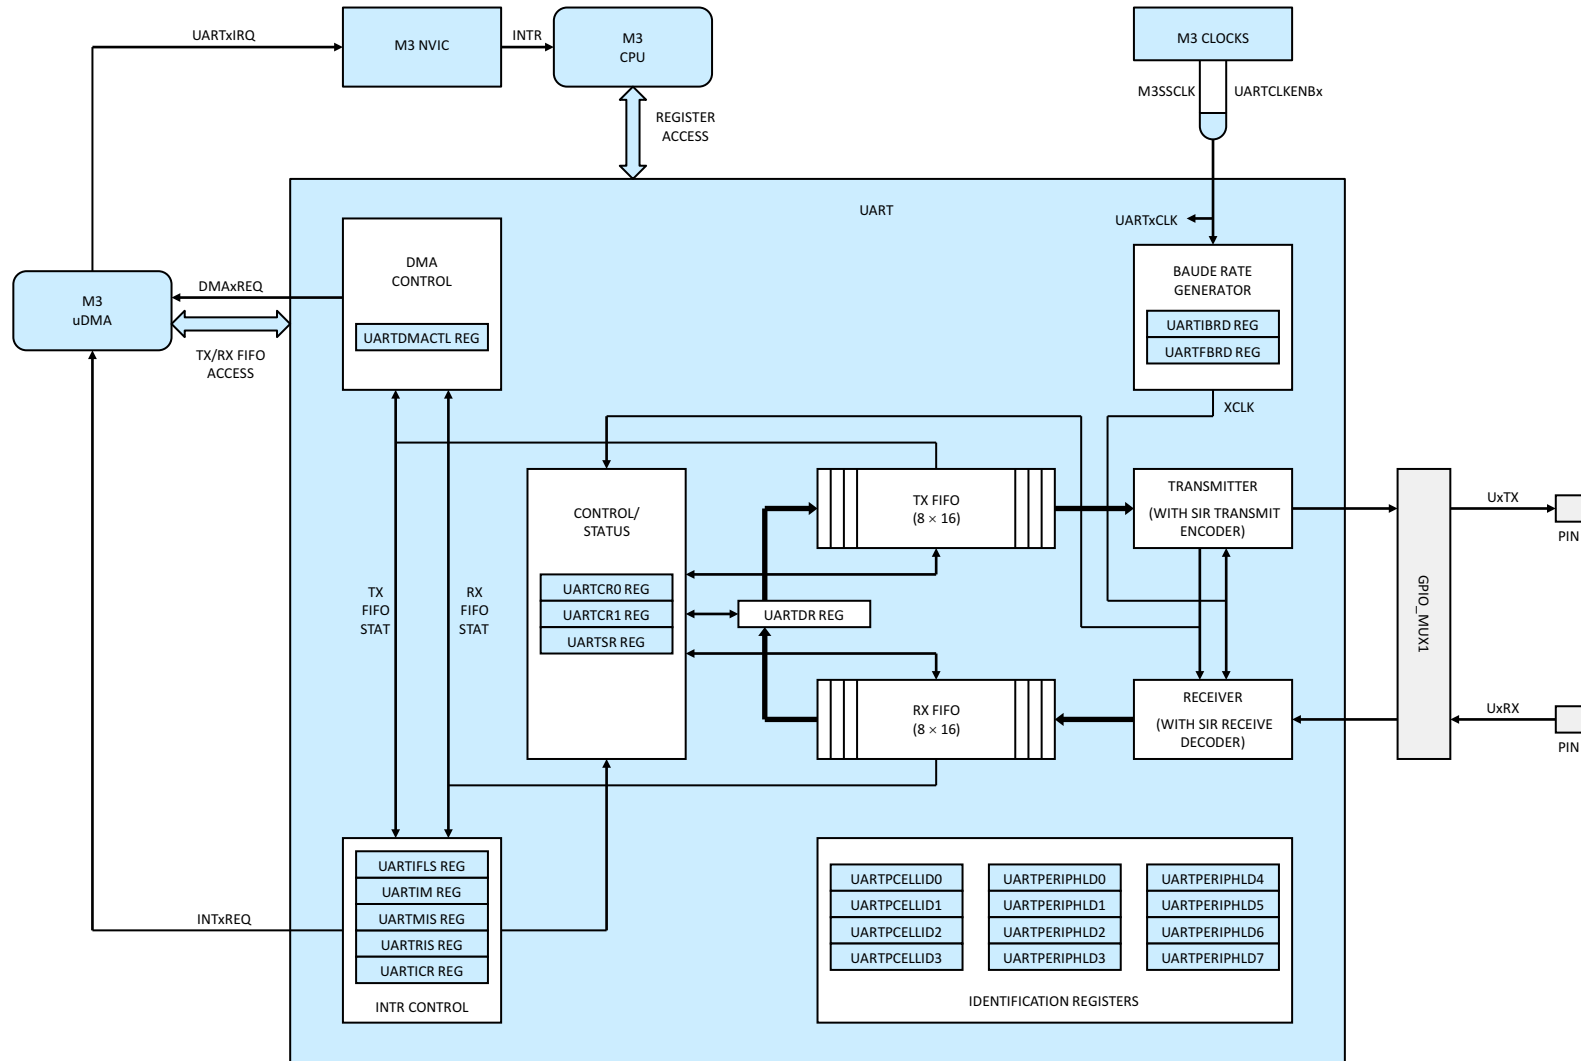 UARTxIRQ
M3 NVIC
INTR
M3
CPU
M3 CLOCKS
M3SSCLK
UARTCLKENBx
REGISTER
ACCESS
UART
UARTxCLK
DMA
CONTROL
UARTDMACTL REG
BAUDE RATE
GENERATOR
UARTIBRD REG
UARTFBRD REG
M3
uDMA
DMAxREQ
TX/RX FIFO
ACCESS
XCLK
CONTROL/
STATUS
UARTCR0 REG
UARTCR1 REG
UARTSR REG
TX FIFO
(8 × 16)
TRANSMITTER
(WITH SIR TRANSMIT
ENCODER)
UxTX
PIN
GPIO_MUX1
TX
FIFO
STAT
RX
FIFO
STAT
UARTDR REG
RX FIFO
(8 × 16)
RECEIVER
(WITH SIR RECEIVE
DECODER)
UxRX
PIN
INTxREQ
UARTIFLS REG
UARTIM REG
UARTMIS REG
UARTRIS REG
UARTICR REG
INTR CONTROL
UARTPCELLID0
UARTPCELLID1
UARTPCELLID2
UARTPCELLID3
UARTPERIPHLD0
UARTPERIPHLD1
UARTPERIPHLD2
UARTPERIPHLD3
UARTPERIPHLD4
UARTPERIPHLD5
UARTPERIPHLD6
UARTPERIPHLD7
IDENTIFICATION REGISTERS